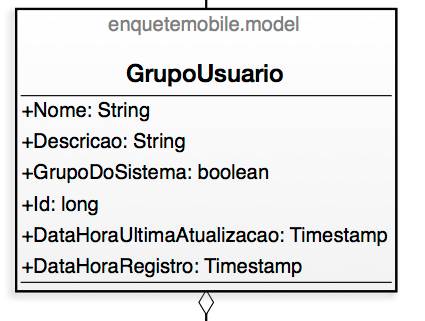 enquetemobile.model
GrupoUsuario
+Nome: String
+Descricao: String
+GrupoDoSistema: boolean
+Id: long
+DataHoraUltimaAtualizacao: Timestamp
+DataHoraRegistro: Timestamp